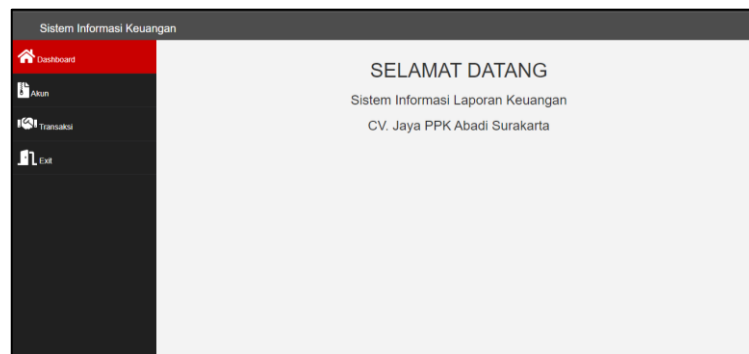 Sistem Informasi Keuangan
Dashboard
Akun
Transaksi
Exit
SELAMAT DATANG
Sistem Informasi Laporan Keuangan
CV. Jaya PPK Abadi Surakarta